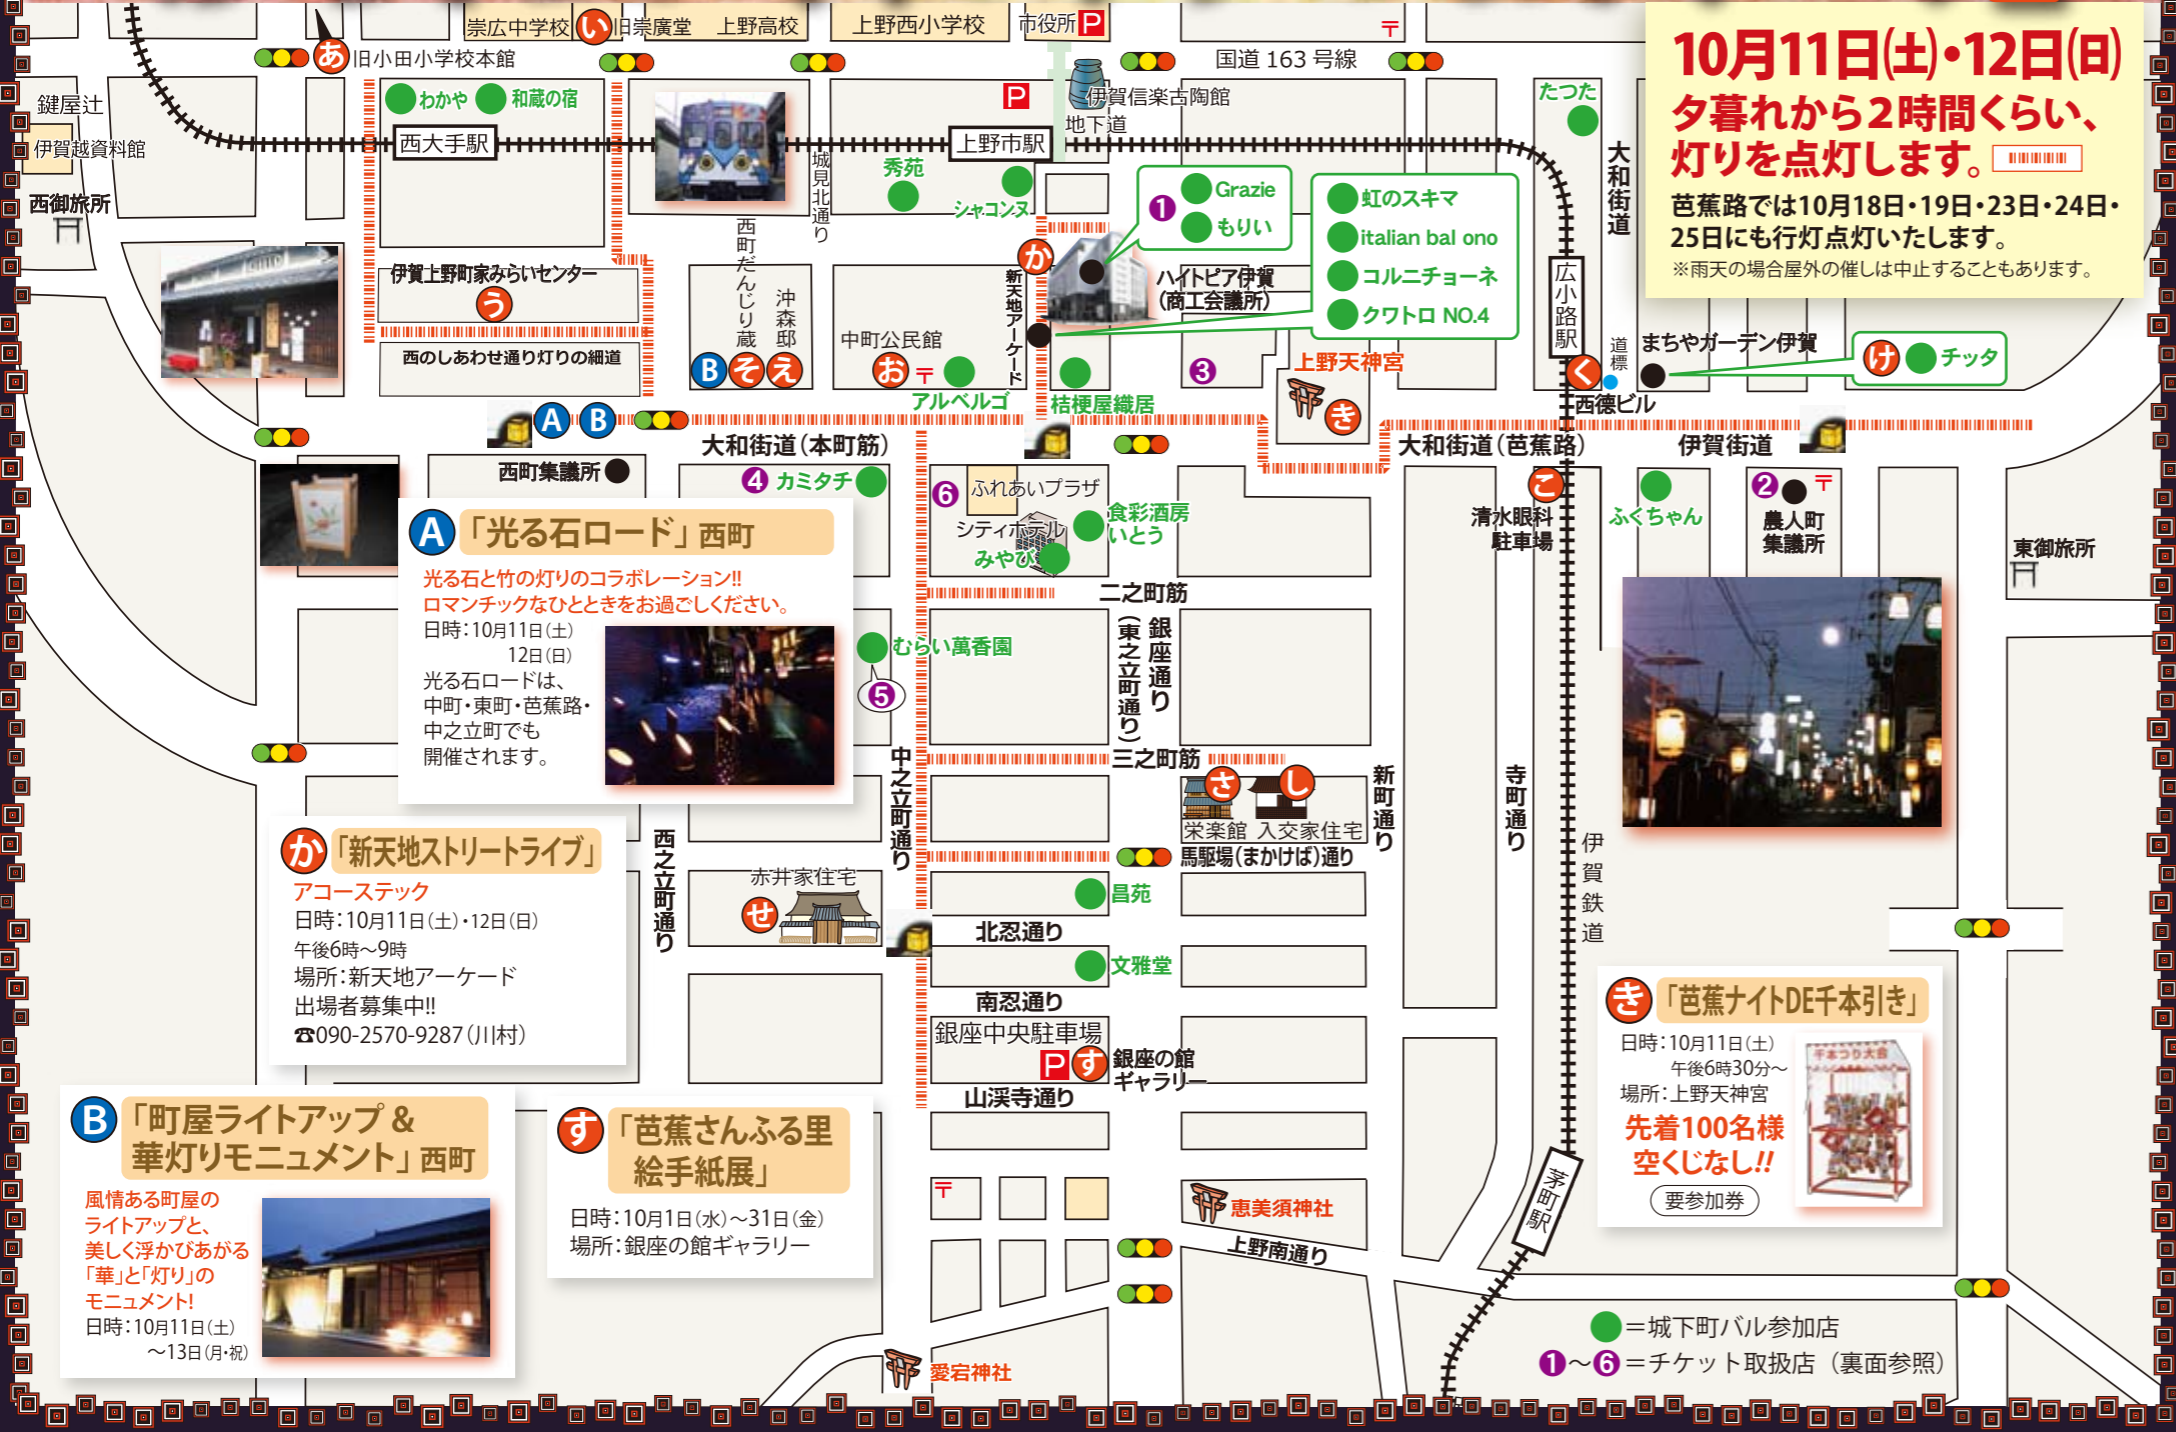 崇広中学校
い
旧崇廣堂
上野高校
上野西小学校
市役所
P
〒
あ
旧小田小学校本館
国道163号線
10月11日(土)・12日(日)
夕暮れから2時間くらい、
灯りを点灯します。
芭蕉路では10月18日・19日・23日・24日・
25日にも行灯点灯いたします。
※雨天の場合屋外の催しは中止することもあります。
鍵屋辻
伊賀越資料館
西御旅所
わかや
和蔵の宿
西大手駅
P
上野市駅
伊賀信楽古陶館
地下道
たつた
大和街道
城見北通り
秀苑
シャコンヌ
1
Grazie
もりい
虹のスキマ
italian bal ono
コルニチョーネ
クワトロ NO.4
か
新天地アーケード
ハイトピア伊賀
(商工会議所)
広小路駅
伊賀上野町家みらいセンター
う
西のしあわせ通り灯りの細道
西町だんじり蔵
沖森邸
B
そ
え
中町公民館
お
〒
アルベルゴ
桔梗屋織居
3
上野天神宮
き
く
道標
まちやガーデン伊賀
け
チッタ
西徳ビル
A
B
大和街道(本町筋)
大和街道(芭蕉路)
伊賀街道
西町集議所
4
カミタチ
6
ふれあいプラザ
シティホテル
みやび
食彩酒房
いとう
こ
清水眼科
駐車場
ふくちゃん
2
〒
農人町
集議所
東御旅所
A
「光る石ロード」西町
光る石と竹の灯りのコラボレーション!!
ロマンチックなひとときをお過ごしください。
日時:10月11日(土)
12日(日)
光る石ロードは、
中町・東町・芭蕉路・
中之立町でも
開催されます。
二之町筋
むらい萬香園
5
銀座通り
(東之立町通り)
中之立町通り
三之町筋
さ
し
栄楽館
入交家住宅
新町通り
寺町通り
馬駆場(まかけば)通り
伊賀鉄道
か
「新天地ストリートライブ」
アコーステック
日時:10月11日(土)・12日(日)
午後6時〜9時
場所:新天地アーケード
出場者募集中!!
☎090-2570-9287(川村)
西之立町通り
赤井家住宅
せ
昌苑
北忍通り
文雅堂
南忍通り
銀座中央駐車場
P
す
銀座の館
ギャラリー
山渓寺通り
き
「芭蕉ナイトDE千本引き」
日時:10月11日(土)
午後6時30分〜
場所:上野天神宮
先着100名様
空くじなし!!
要参加券
千本つり大会
B
「町屋ライトアップ&
華灯りモニュメント」西町
風情ある町屋の
ライトアップと、
美しく浮かびあがる
「華」と「灯り」の
モニュメント!
日時:10月11日(土)
〜13日(月・祝)
す
「芭蕉さんふる里
絵手紙展」
日時:10月1日(水)〜31日(金)
場所:銀座の館ギャラリー
〒
恵美須神社
上野南通り
茅町駅
愛宕神社
=城下町バル参加店
1〜6=チケット取扱店(裏面参照)